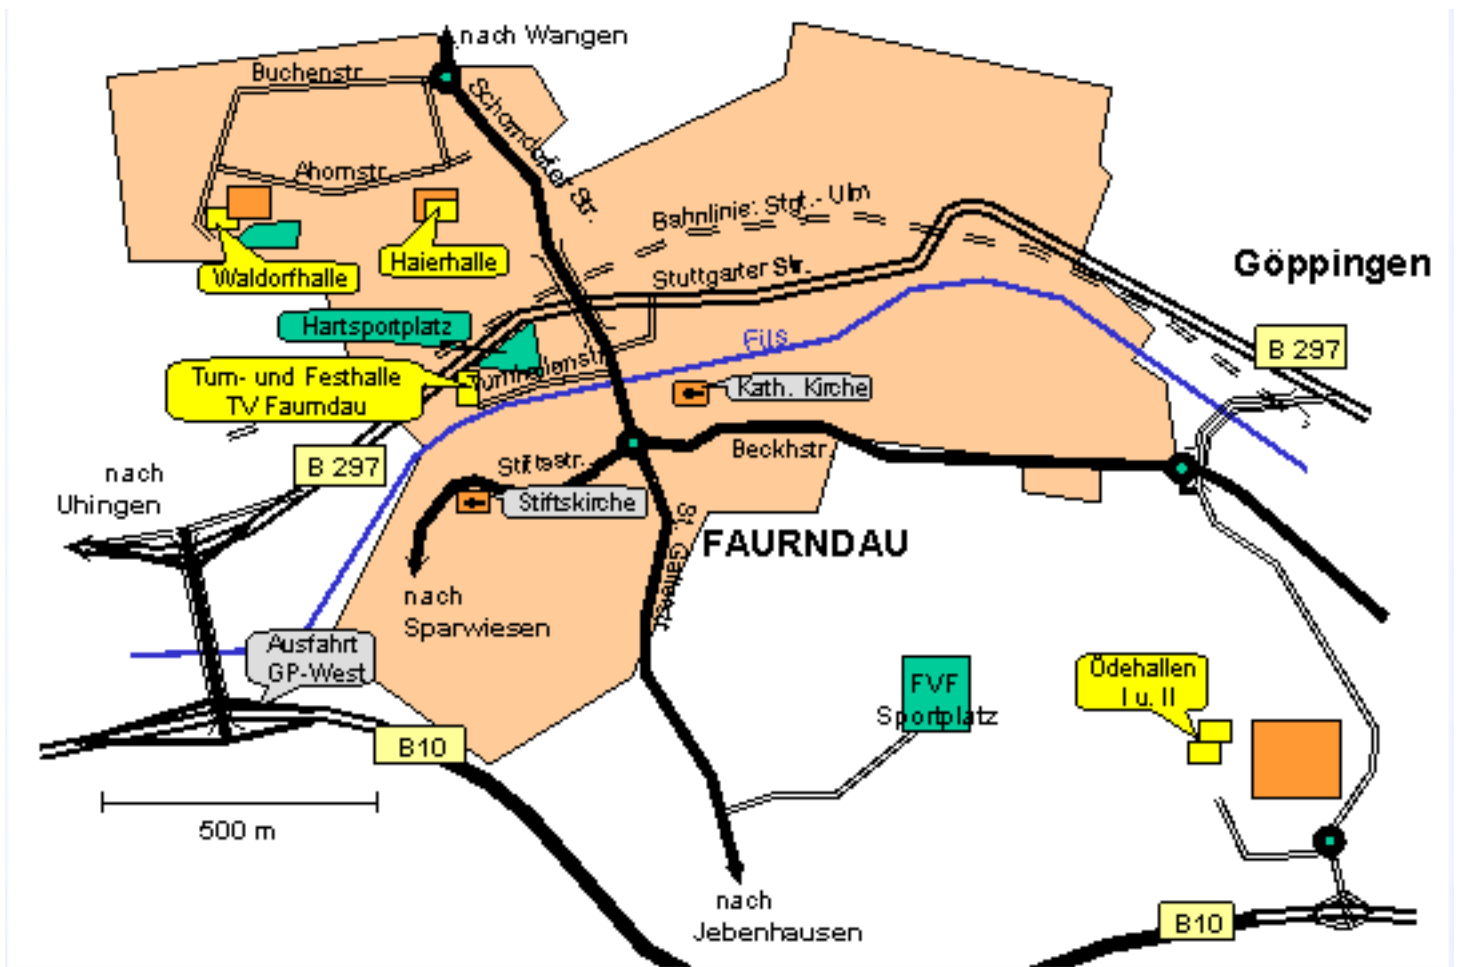 nach Wangen
Buchenstr.
Schorndorfer Str.
Ahornstr.
Bahnlinie: Stgt.- Ulm
Waldorfhalle
Haierhalle
Stuttgarter Str.
Göppingen
Hartsportplatz
Fils
B 297
Turn- und Festhalle
TV Faurndau
Turnhallenstr.
Kath. Kirche
Beckhstr.
B 297
Stiftsstr.
nach
Uhingen
Stiftskirche
St. Gallerstr.
FAURNDAU
nach
Sparwiesen
Ausfahrt
GP-West
FVF
Sportplatz
Ödehallen
I u. II
B10
500 m
nach
Jebenhausen
B10